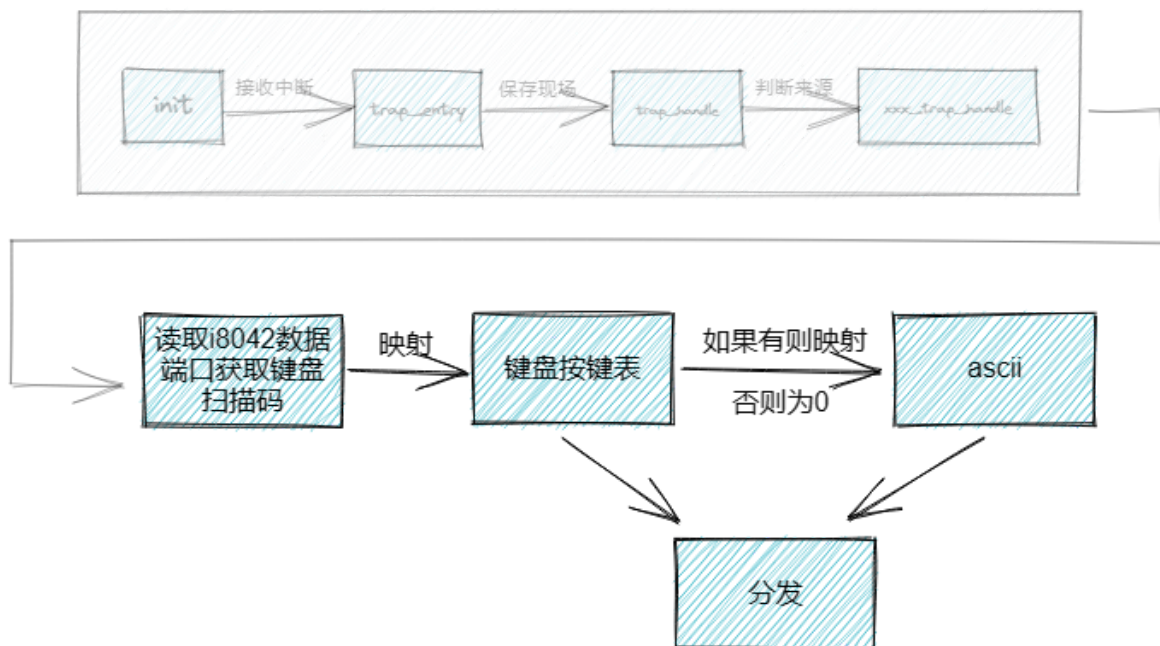 init
接收中断
trap_entry
保存现场
trap_handle
判断来源
xxx_trap_handle
读取i8042数据
端口获取键盘
扫描码
映射
键盘按键表
如果有则映射
否则为0
ascii
分发